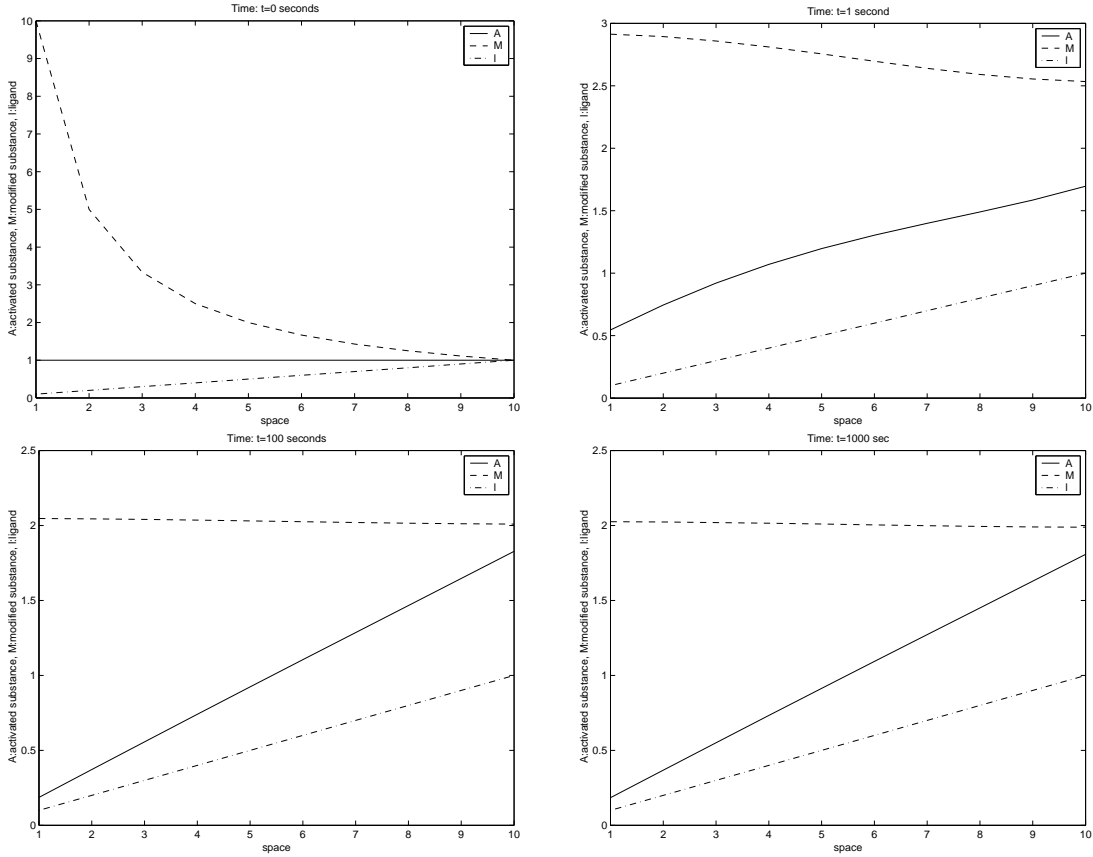 Time: t=0 seconds
A:activated substance, M:modified substance, I:ligand
10
9
8
7
6
5
4
3
2
1
0
1 2 3 4 5 6 7 8 9 10
space
A
M
I
Time: t=1 second
A:activated substance, M:modified substance, I:ligand
3
2.5
2
1.5
1
0.5
0
1 2 3 4 5 6 7 8 9 10
space
A
M
I
Time: t=100 seconds
A:activated substance, M:modified substance, I:ligand
2.5
2
1.5
1
0.5
0
1 2 3 4 5 6 7 8 9 10
space
A
M
I
Time: t=1000 sec
A:activated substance, M:modified substance, I:ligand
2.5
2
1.5
1
0.5
0
1 2 3 4 5 6 7 8 9 10
space
A
M
I